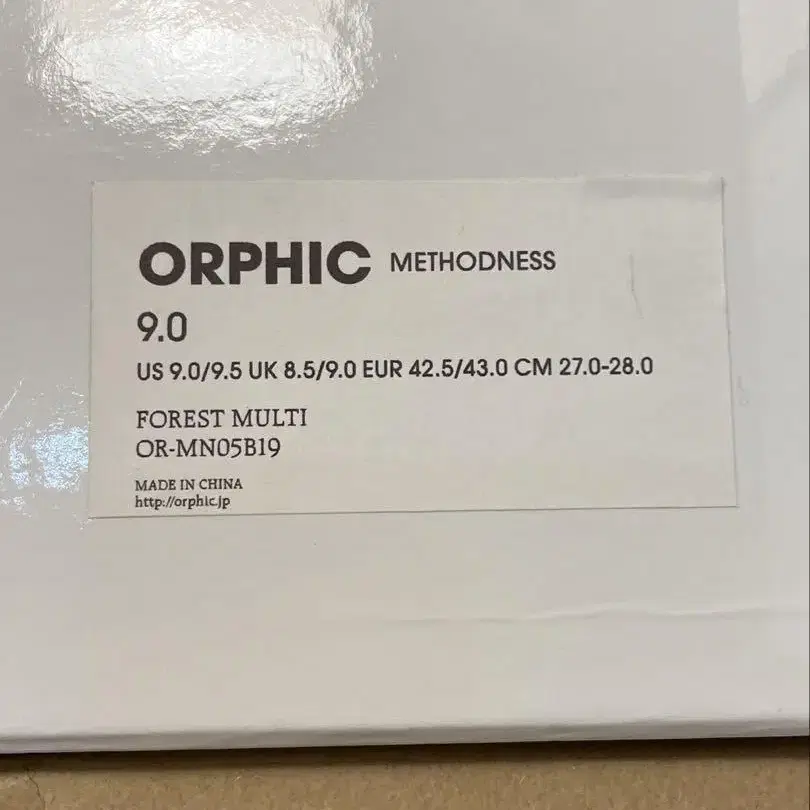 ORPHIC METHODNESS
9.0
US 9.0/9.5 UK 8.5/9.0 EUR 42.5/43.0 CM 27.0-28.0
FOREST MULTI
OR-MN05B19
MADE IN CHINA
http://orphic.jp